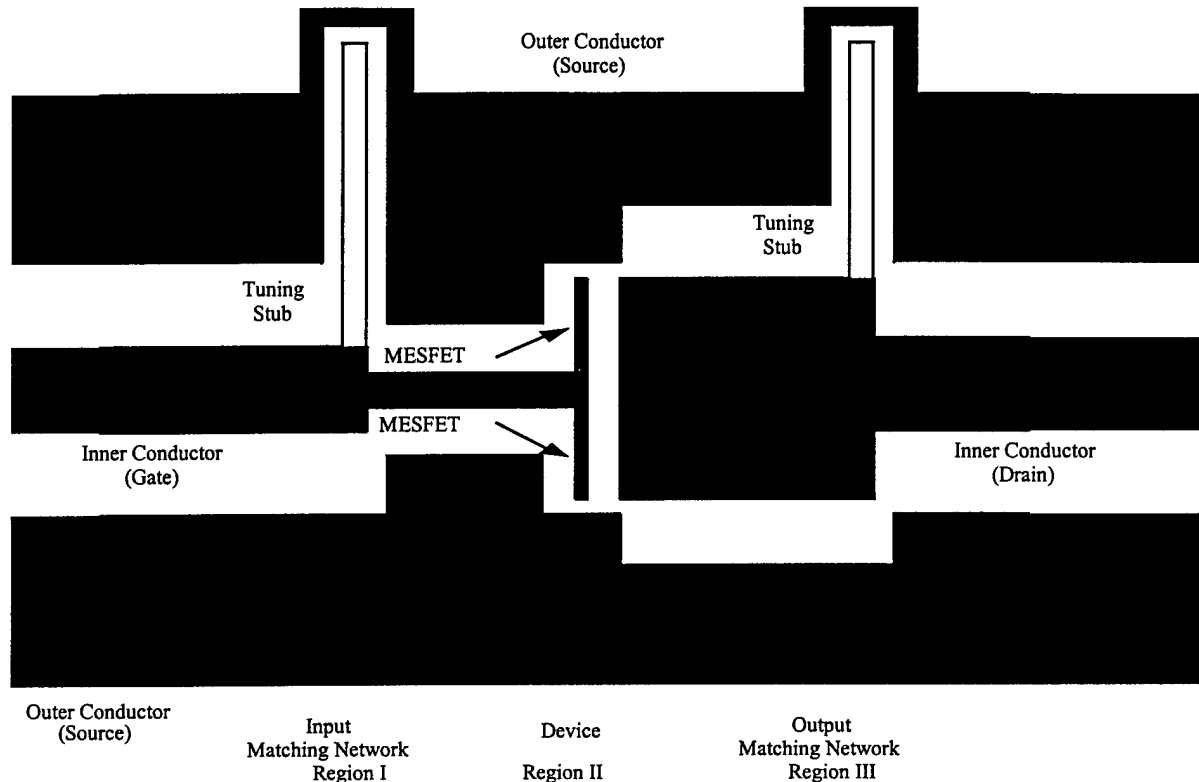 Outer Conductor
(Source)
Tuning
Stub
Tuning
Stub
MESFET
MESFET
Inner Conductor
(Gate)
Inner Conductor
(Drain)
Outer Conductor
(Source)
Input
Matching Network
Region I
Device
Region II
Output
Matching Network
Region III